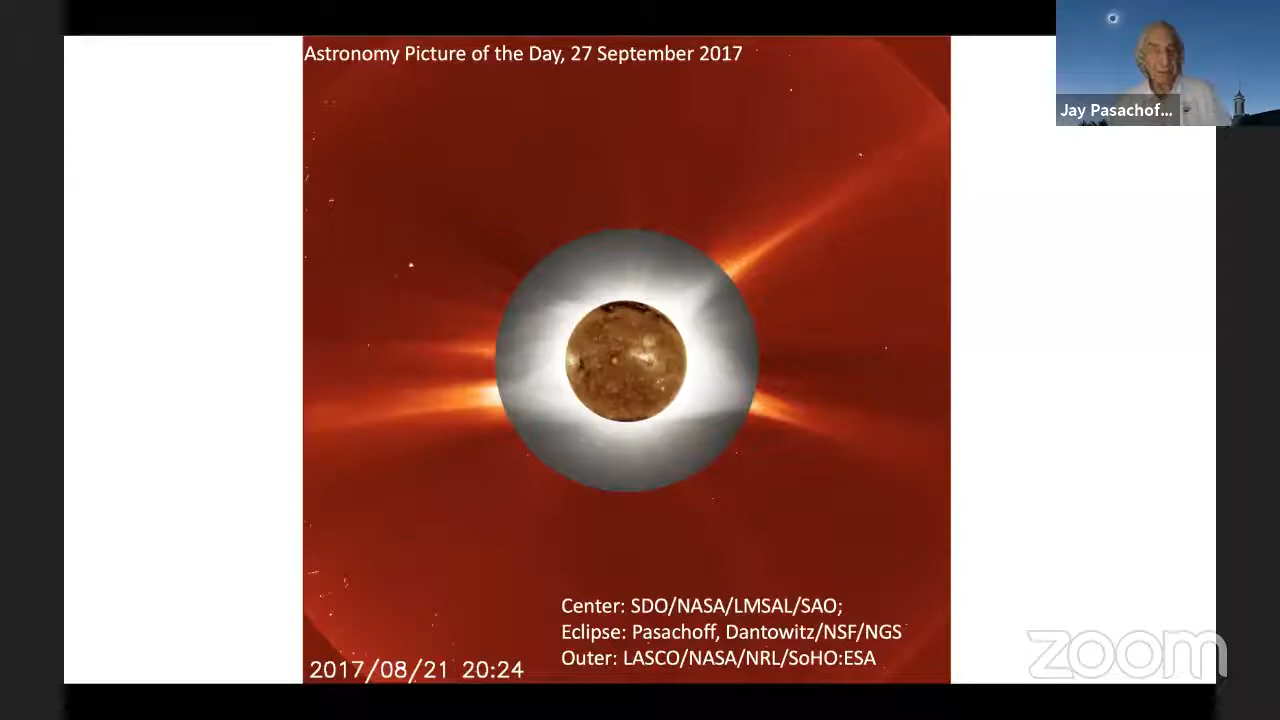 Astronomy Picture of the Day, 27 September 2017
Jay Pasachof...
Center: SDO/NASA/LMSAL/SAO;
Eclipse: Pasachoff, Dantowitz/NSF/NGS
Outer: LASCO/NASA/NRL/SoHO:ESA
2017/08/21 20:24
zoom